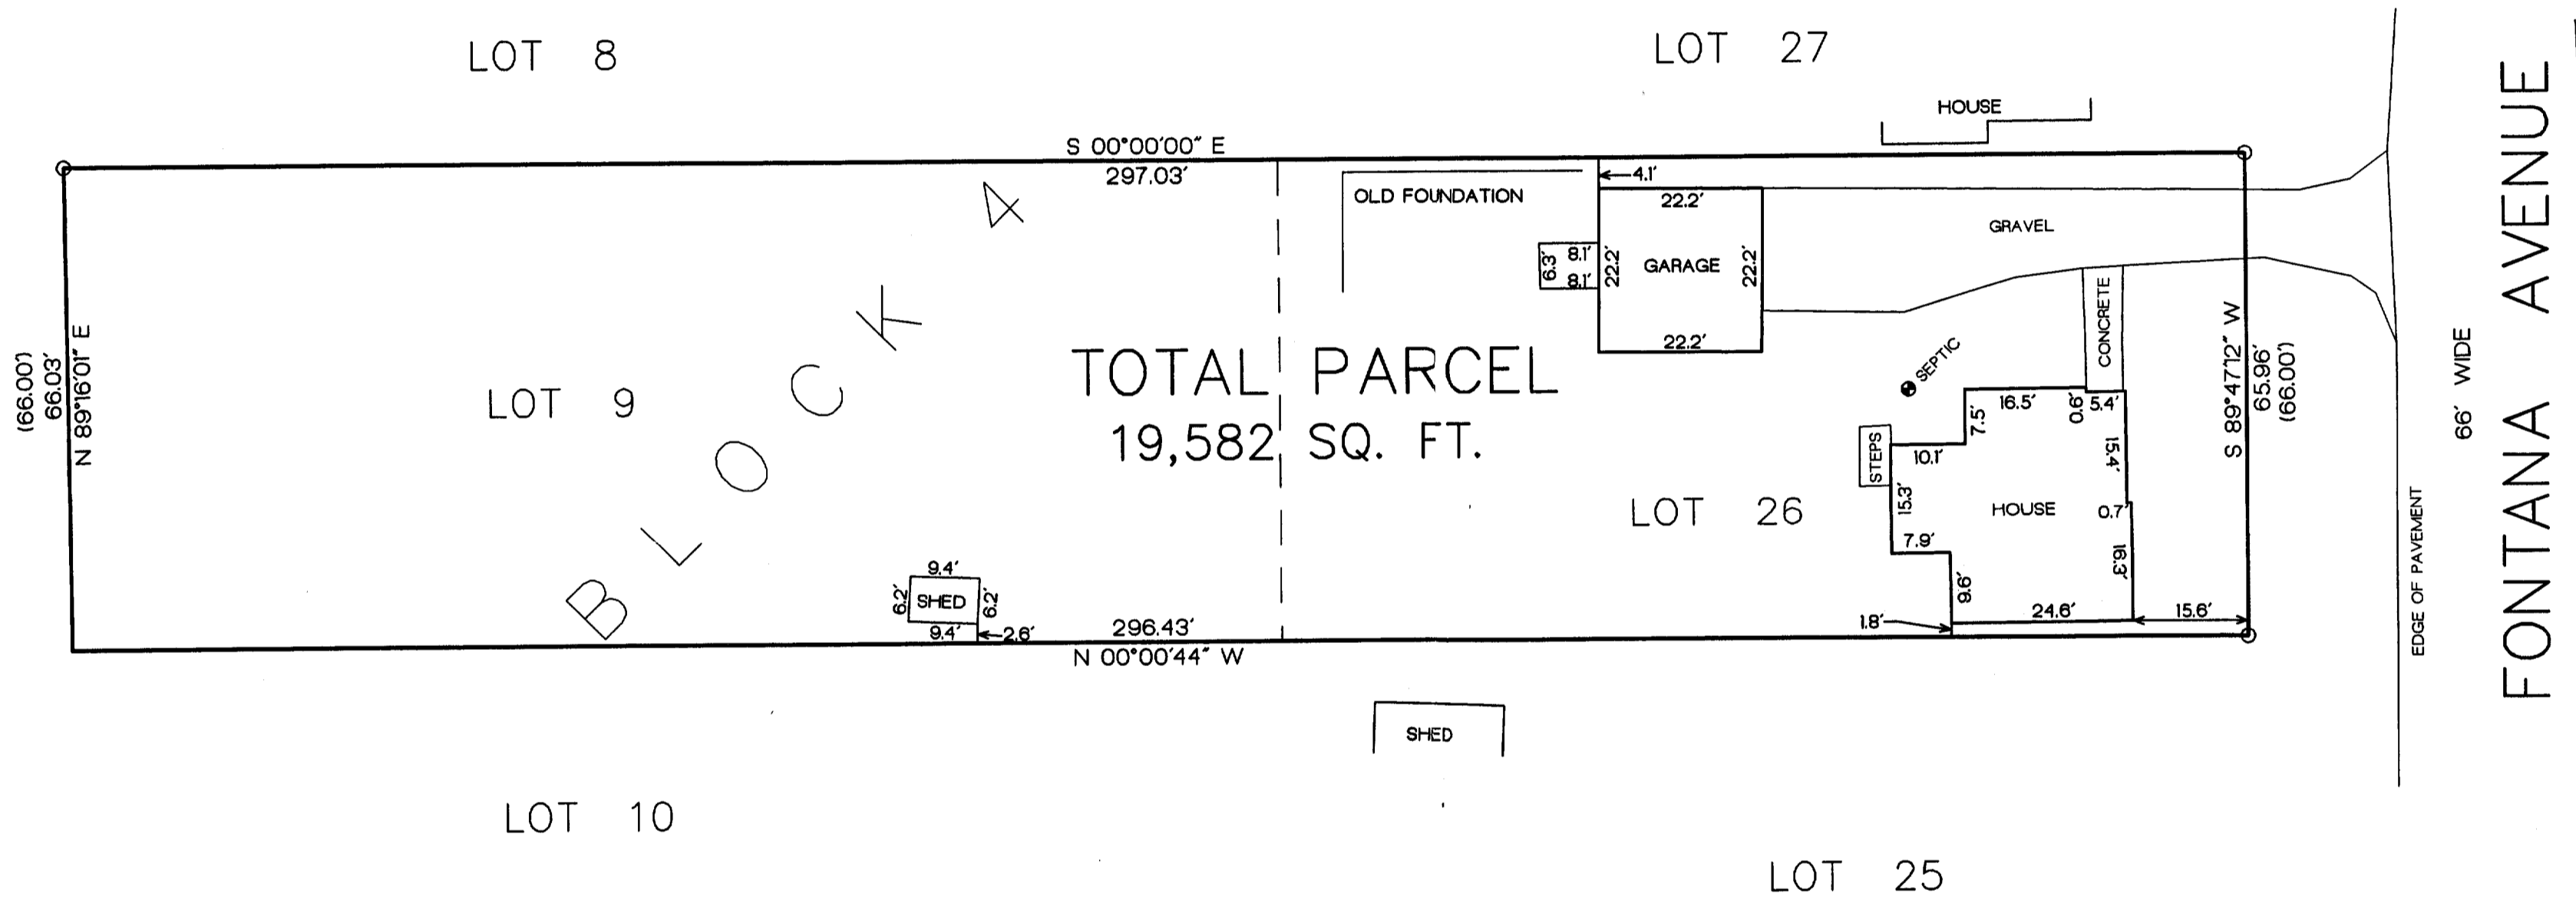 LOT 8
LOT 27
HOUSE
S 00°00'00" E
297.03'
4.1'
OLD FOUNDATION
22.2'
GRAVEL
6.3'
8.1'
8.1'
22.2'
GARAGE
22.2'
22.2'
CONCRETE
(66.00')
66.03'
N 89°16'01" E
LOT 9
BLOCK 4
TOTAL PARCEL
19,582 SQ. FT.
SEPTIC
16.5'
0.9'
5.4'
7.5'
STEPS
10.1'
15.4'
15.3'
HOUSE
0.7'
LOT 26
7.9'
16.3'
9.6'
24.6'
15.6'
1.8'
S 89°47'12" W
65.96'
(66.00')
9.4'
6.2'
SHED
6.2'
9.4'
2.6'
296.43'
N 00°00'44" W
SHED
LOT 10
LOT 25
EDGE OF PAVEMENT
66' WIDE
FONTANA AVENUE